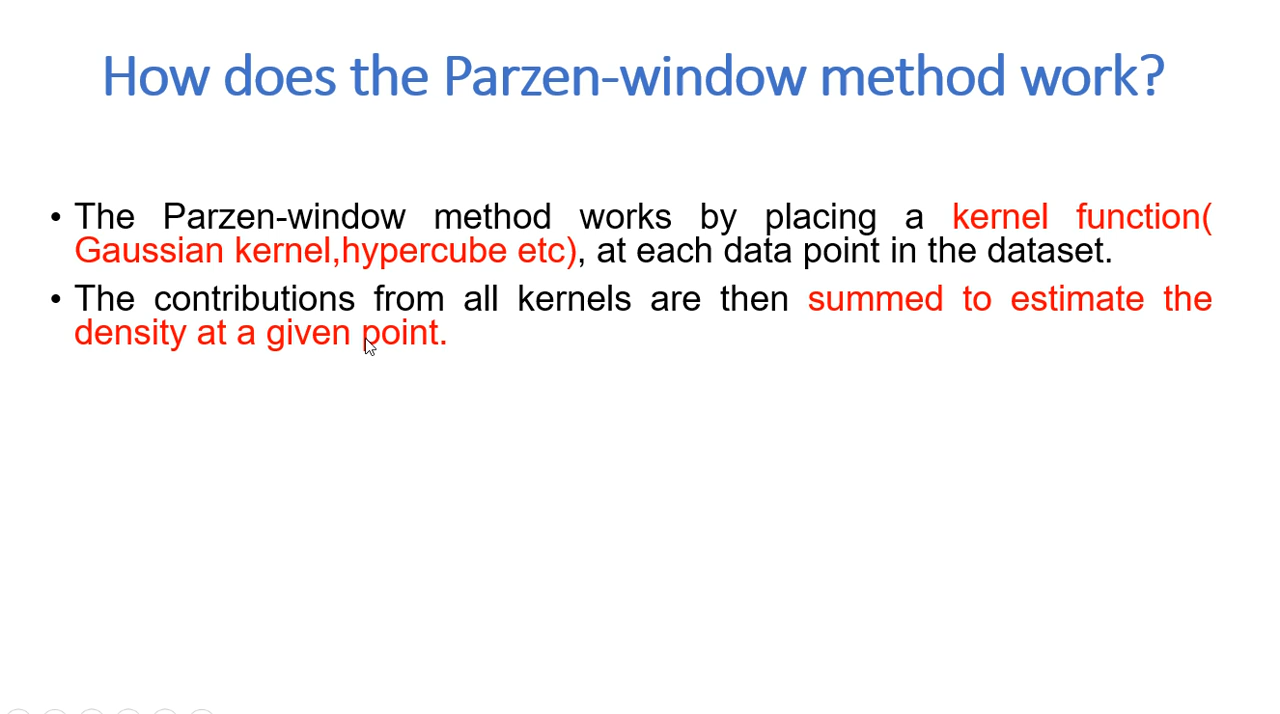 How does the Parzen-window method work?
• The Parzen-window method works by placing a kernel function(
Gaussian kernel,hypercube etc), at each data point in the dataset.
• The contributions from all kernels are then summed to estimate the
density at a given point.